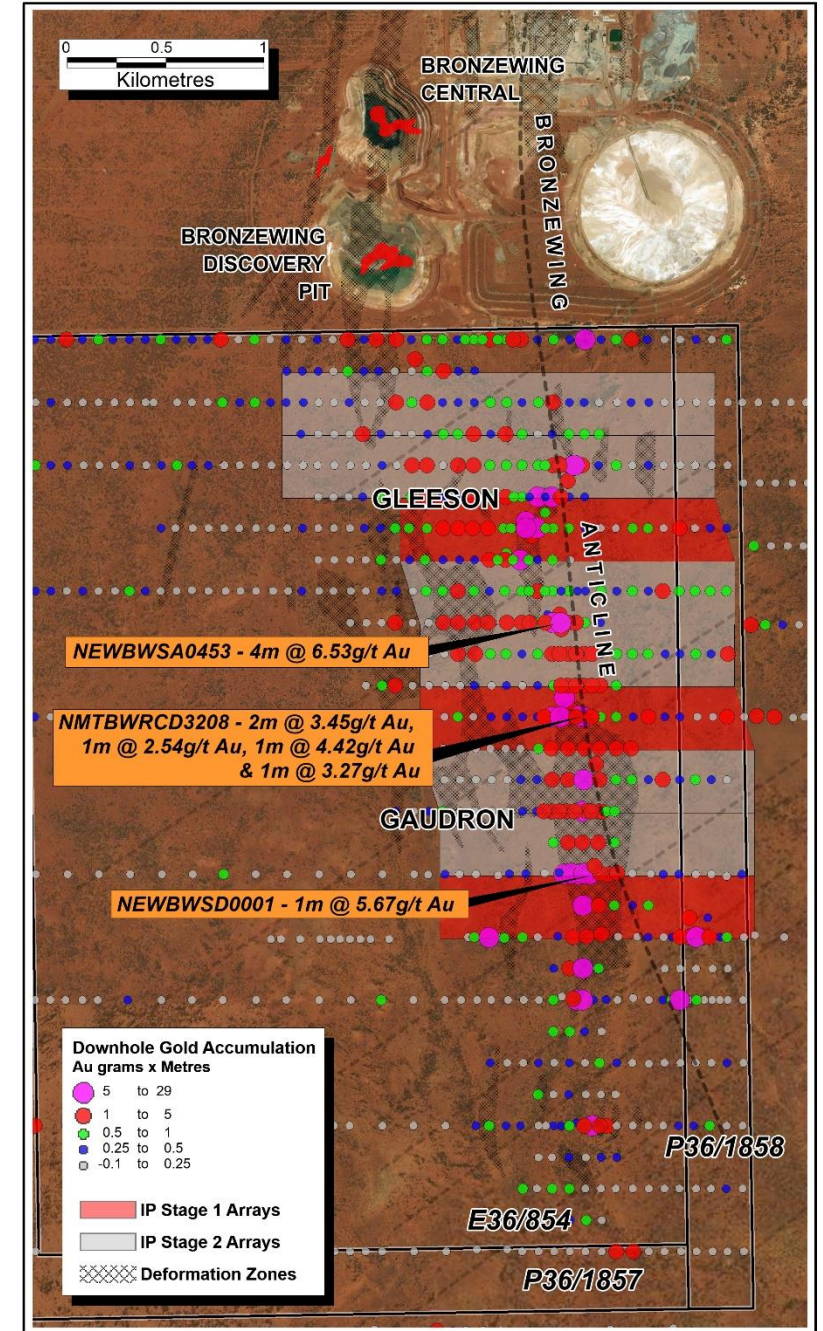 0 0.5 1
Kilometres
BRONZEWING
CENTRAL
BRONZEWING
BRONZEWING
DISCOVERY
PIT
GLEESON
ANTICLINE
NEWBWSA0453 - 4m @ 6.53g/t Au
NMTBWRCD3208 - 2m @ 3.45g/t Au,
1m @ 2.54g/t Au, 1m @ 4.42g/t Au
& 1m @ 3.27g/t Au
GAUDRON
NEWBWSD0001 - 1m @ 5.67g/t Au
Downhole Gold Accumulation
Au grams x Metres
5 to 29
1 to 5
0.5 to 1
0.25 to 0.5
-0.1 to 0.25
IP Stage 1 Arrays
IP Stage 2 Arrays
Deformation Zones
P36/1858
E36/854
P36/1857